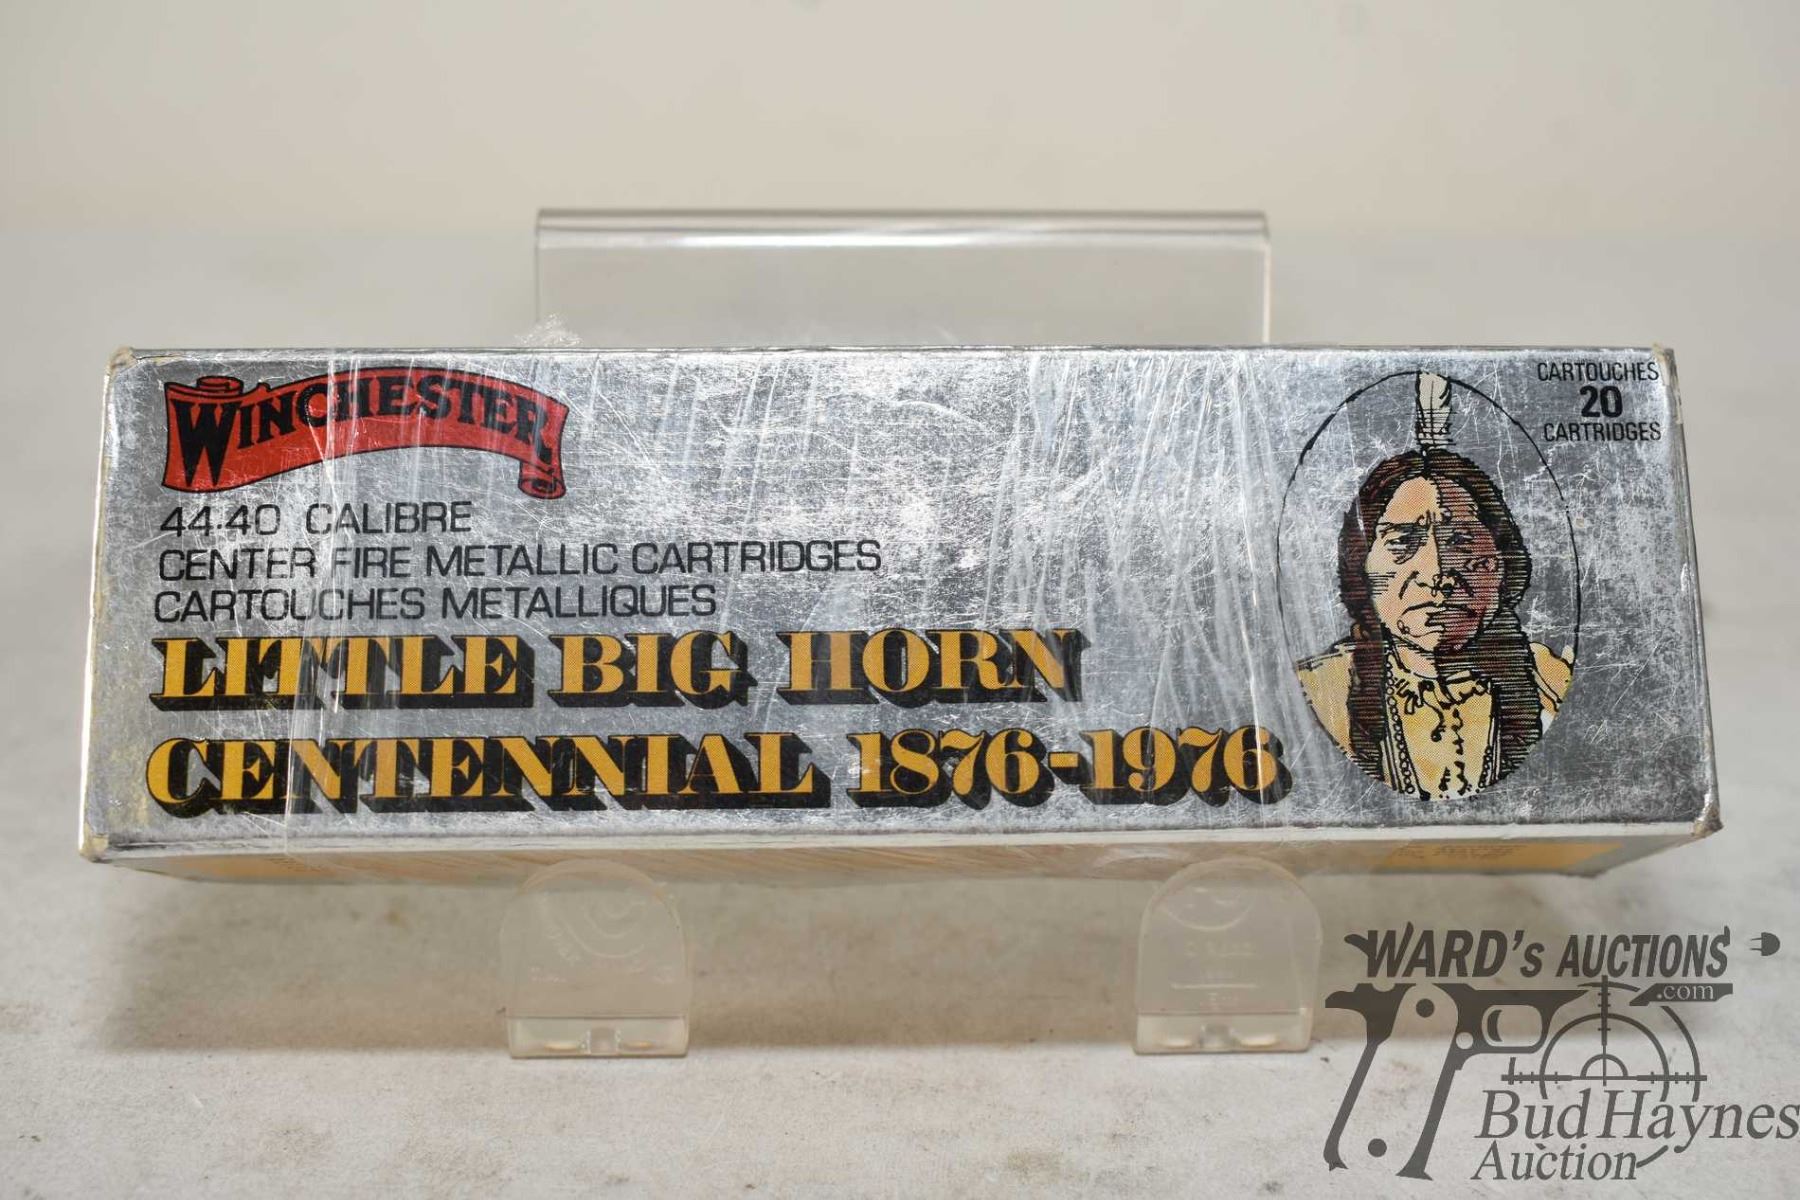 WINCHESTER
44-40 CALIBRE
CENTER FIRE METALLIC CARTRIDGES
CARTOUCHES METALLIQUES
LITTLE BIG HORN
CENTENNIAL 1876-1976
CARTOUCHES
20
CARTRIDGES
WARD's AUCTIONS
.com
Bud Haynes
Auction